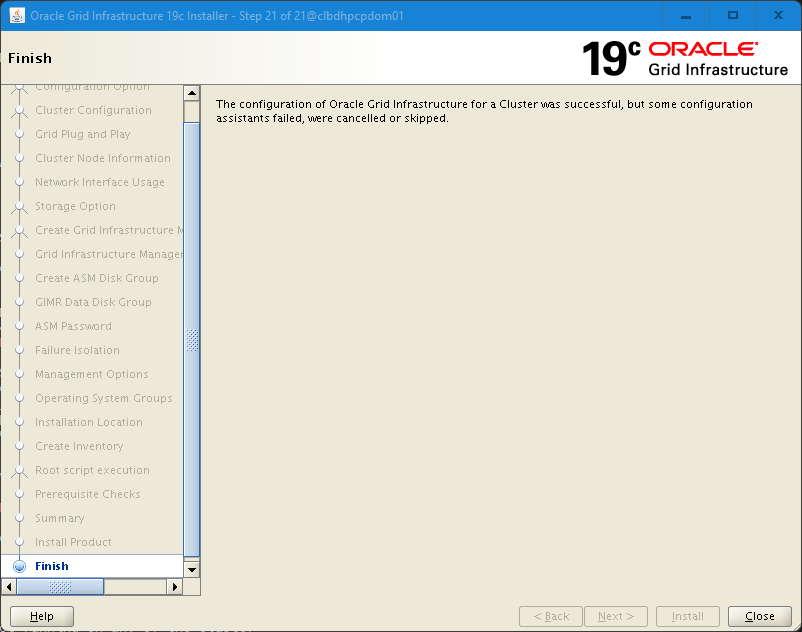 Oracle Grid Infrastructure 19c Installer - Step 21 of 21@clbdhpcpdom01
Finish
19c ORACLE
Grid Infrastructure
Configuration Option
Cluster Configuration
Grid Plug and Play
Cluster Node Information
Network Interface Usage
Storage Option
Create Grid Infrastructure M
Grid Infrastructure Manager
Create ASM Disk Group
GIMR Data Disk Group
ASM Password
Failure Isolation
Management Options
Operating System Groups
Installation Location
Create Inventory
Root script execution
Prerequisite Checks
Summary
Install Product
Finish
The configuration of Oracle Grid Infrastructure for a Cluster was successful, but some configuration
assistants failed, were cancelled or skipped.
Help
< Back
Next >
Install
Close